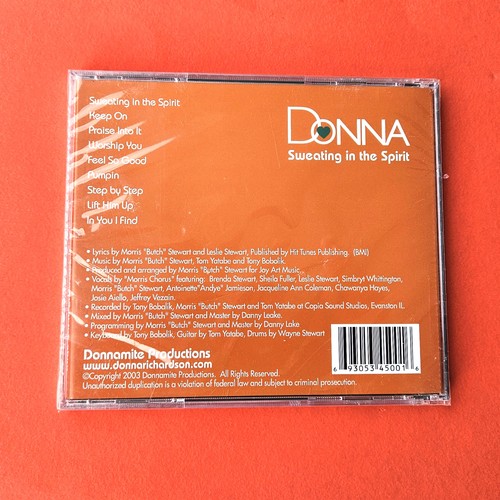 Sweating in the Spirit
Keep On
Praise Into It
Worship You
Feel So Good
Pumpin
Step by Step
Lift Him Up
In You I Find
DONNA
Sweating in the Spirit
• Lyrics by Morris "Butch" Stewart and Leslie Stewart, Published by Hit Tunes Publishing. (BMI)
• Music by Morris "Butch" Stewart, Tom Yatabe and Tony Bobalik.
• Produced and arranged by Morris "Butch" Stewart for Joy Art Music.
• Vocals by "Morris Chorus" featuring: Brenda Stewart, Sheila Fuller, Leslie Stewart, Simbryt Whittington,
Morris "Butch" Stewart, Antoinette"Andye" Jamieson, Jacqueline Ann Coleman, Chawanya Hayes,
Josie Aiello, Jeffrey Vezain.
• Recorded by Tony Bobalik, Morris "Butch" Stewart and Tom Yatabe at Copia Sound Studios, Evanston IL.
• Mixed by Morris "Butch" Stewart and Master by Danny Leake.
• Programming by Morris "Butch" Stewart and Master by Danny Lake
• Keyboard by Tony Bobalik, Guitar by Tom Yatabe, Drums by Wayne Stewart
Donnamite Productions
www.donnarichardson.com
©Copyright 2003 Donnamite Productions. All Rights Reserved.
Unauthorized duplication is a violation of federal law and subject to criminal prosecution.
6 93053 45001 6